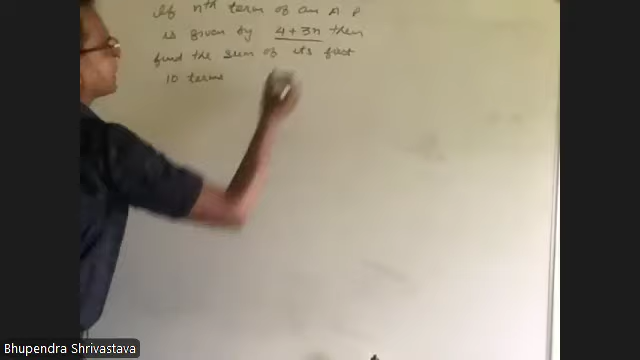 If nth term of an A P
is given by 4 + 3n then
find the sum of its first
10 terms
Bhupendra Shrivastava